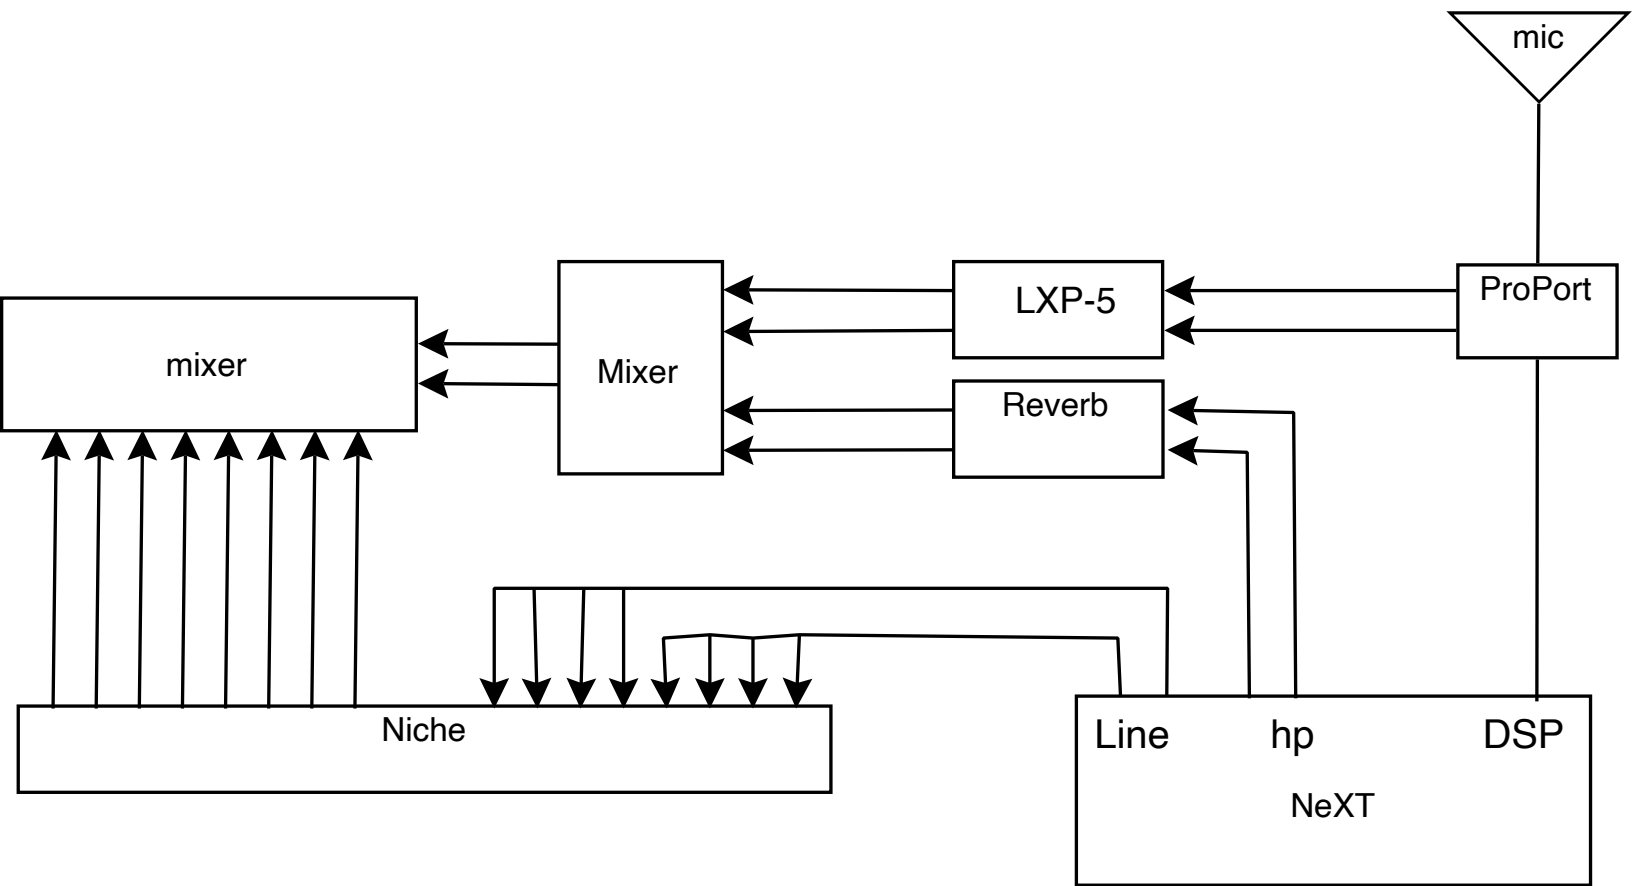 mic
ProPort
LXP-5
mixer
Mixer
Reverb
Niche
Line hp DSP
NeXT